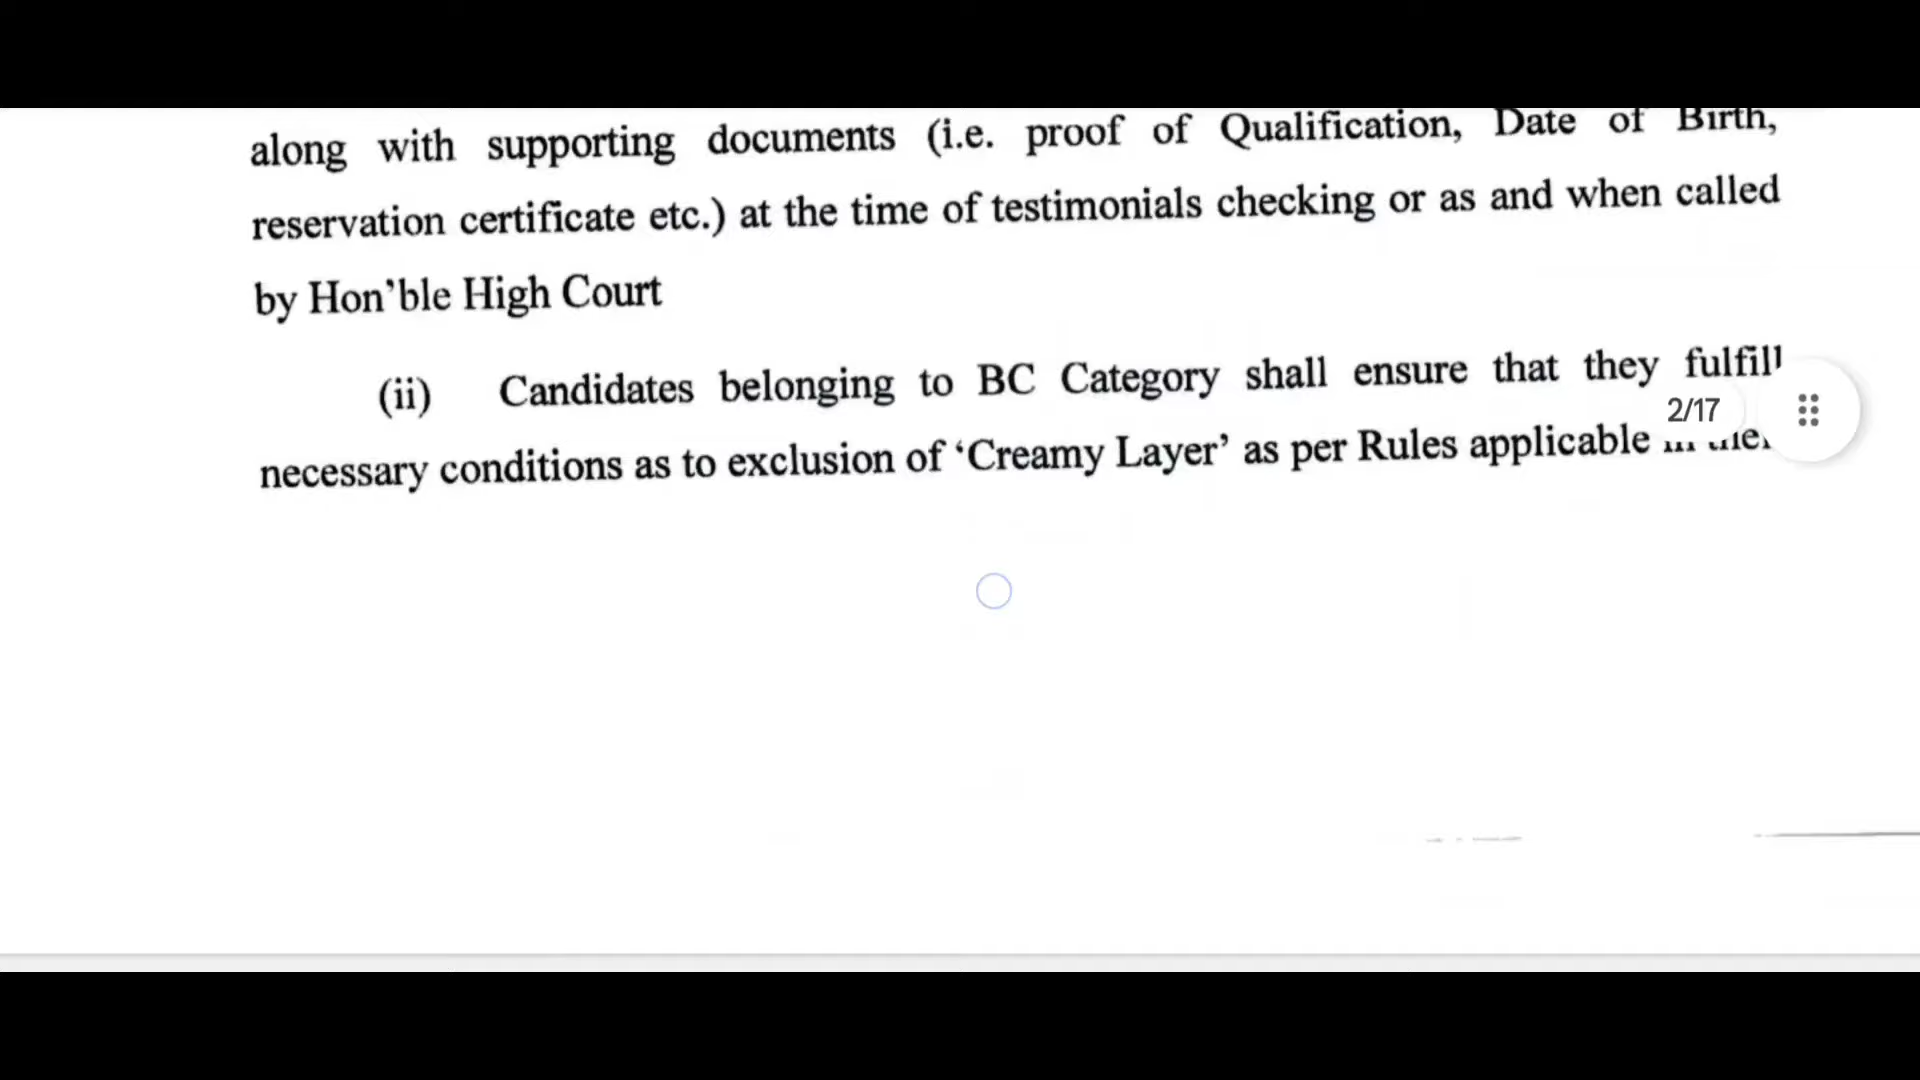 along with supporting documents (i.e. proof of Qualification, Date of Birth,
reservation certificate etc.) at the time of testimonials checking or as and when called
by Hon’ble High Court
(ii) Candidates belonging to BC Category shall ensure that they fulfill
2/17
necessary conditions as to exclusion of ‘Creamy Layer’ as per Rules applicable